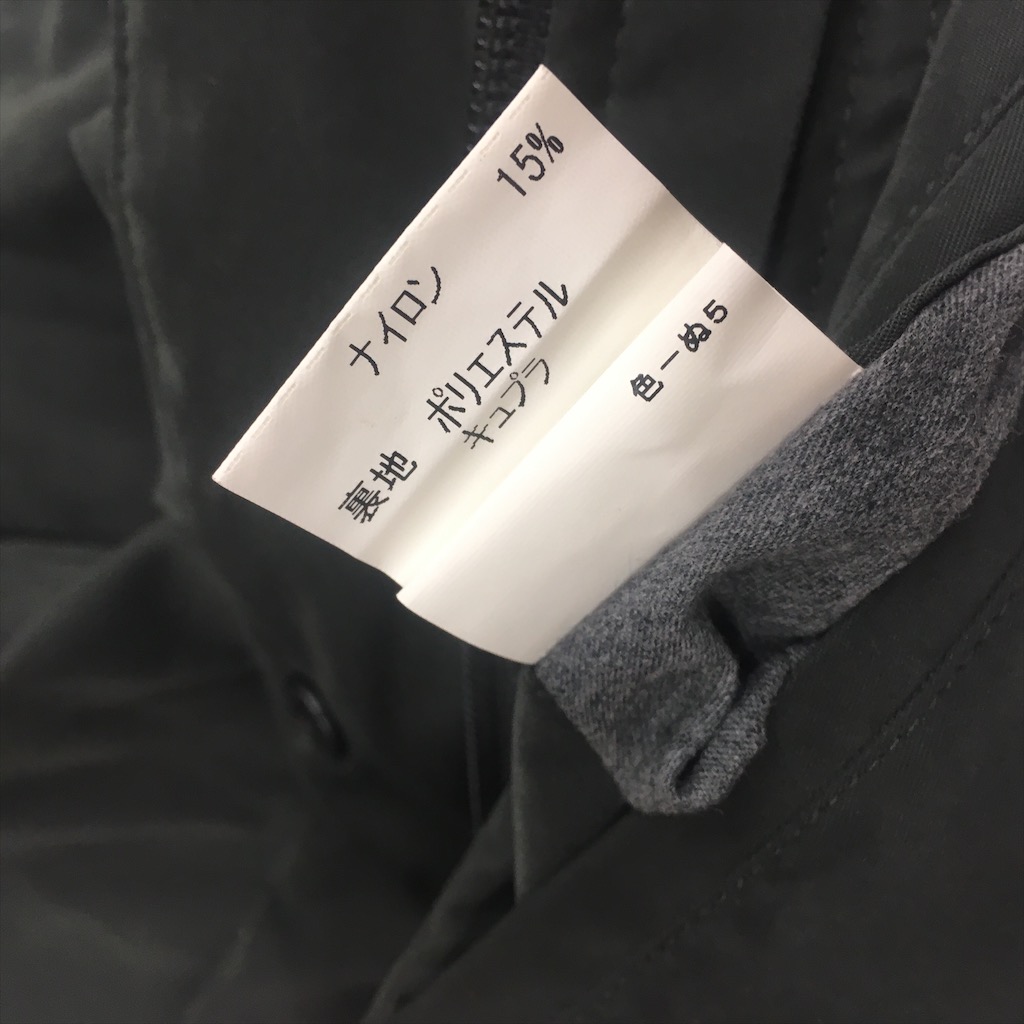 ナイロン 15%
裏地 ポリエステル
キュプラ
色ーぬ5